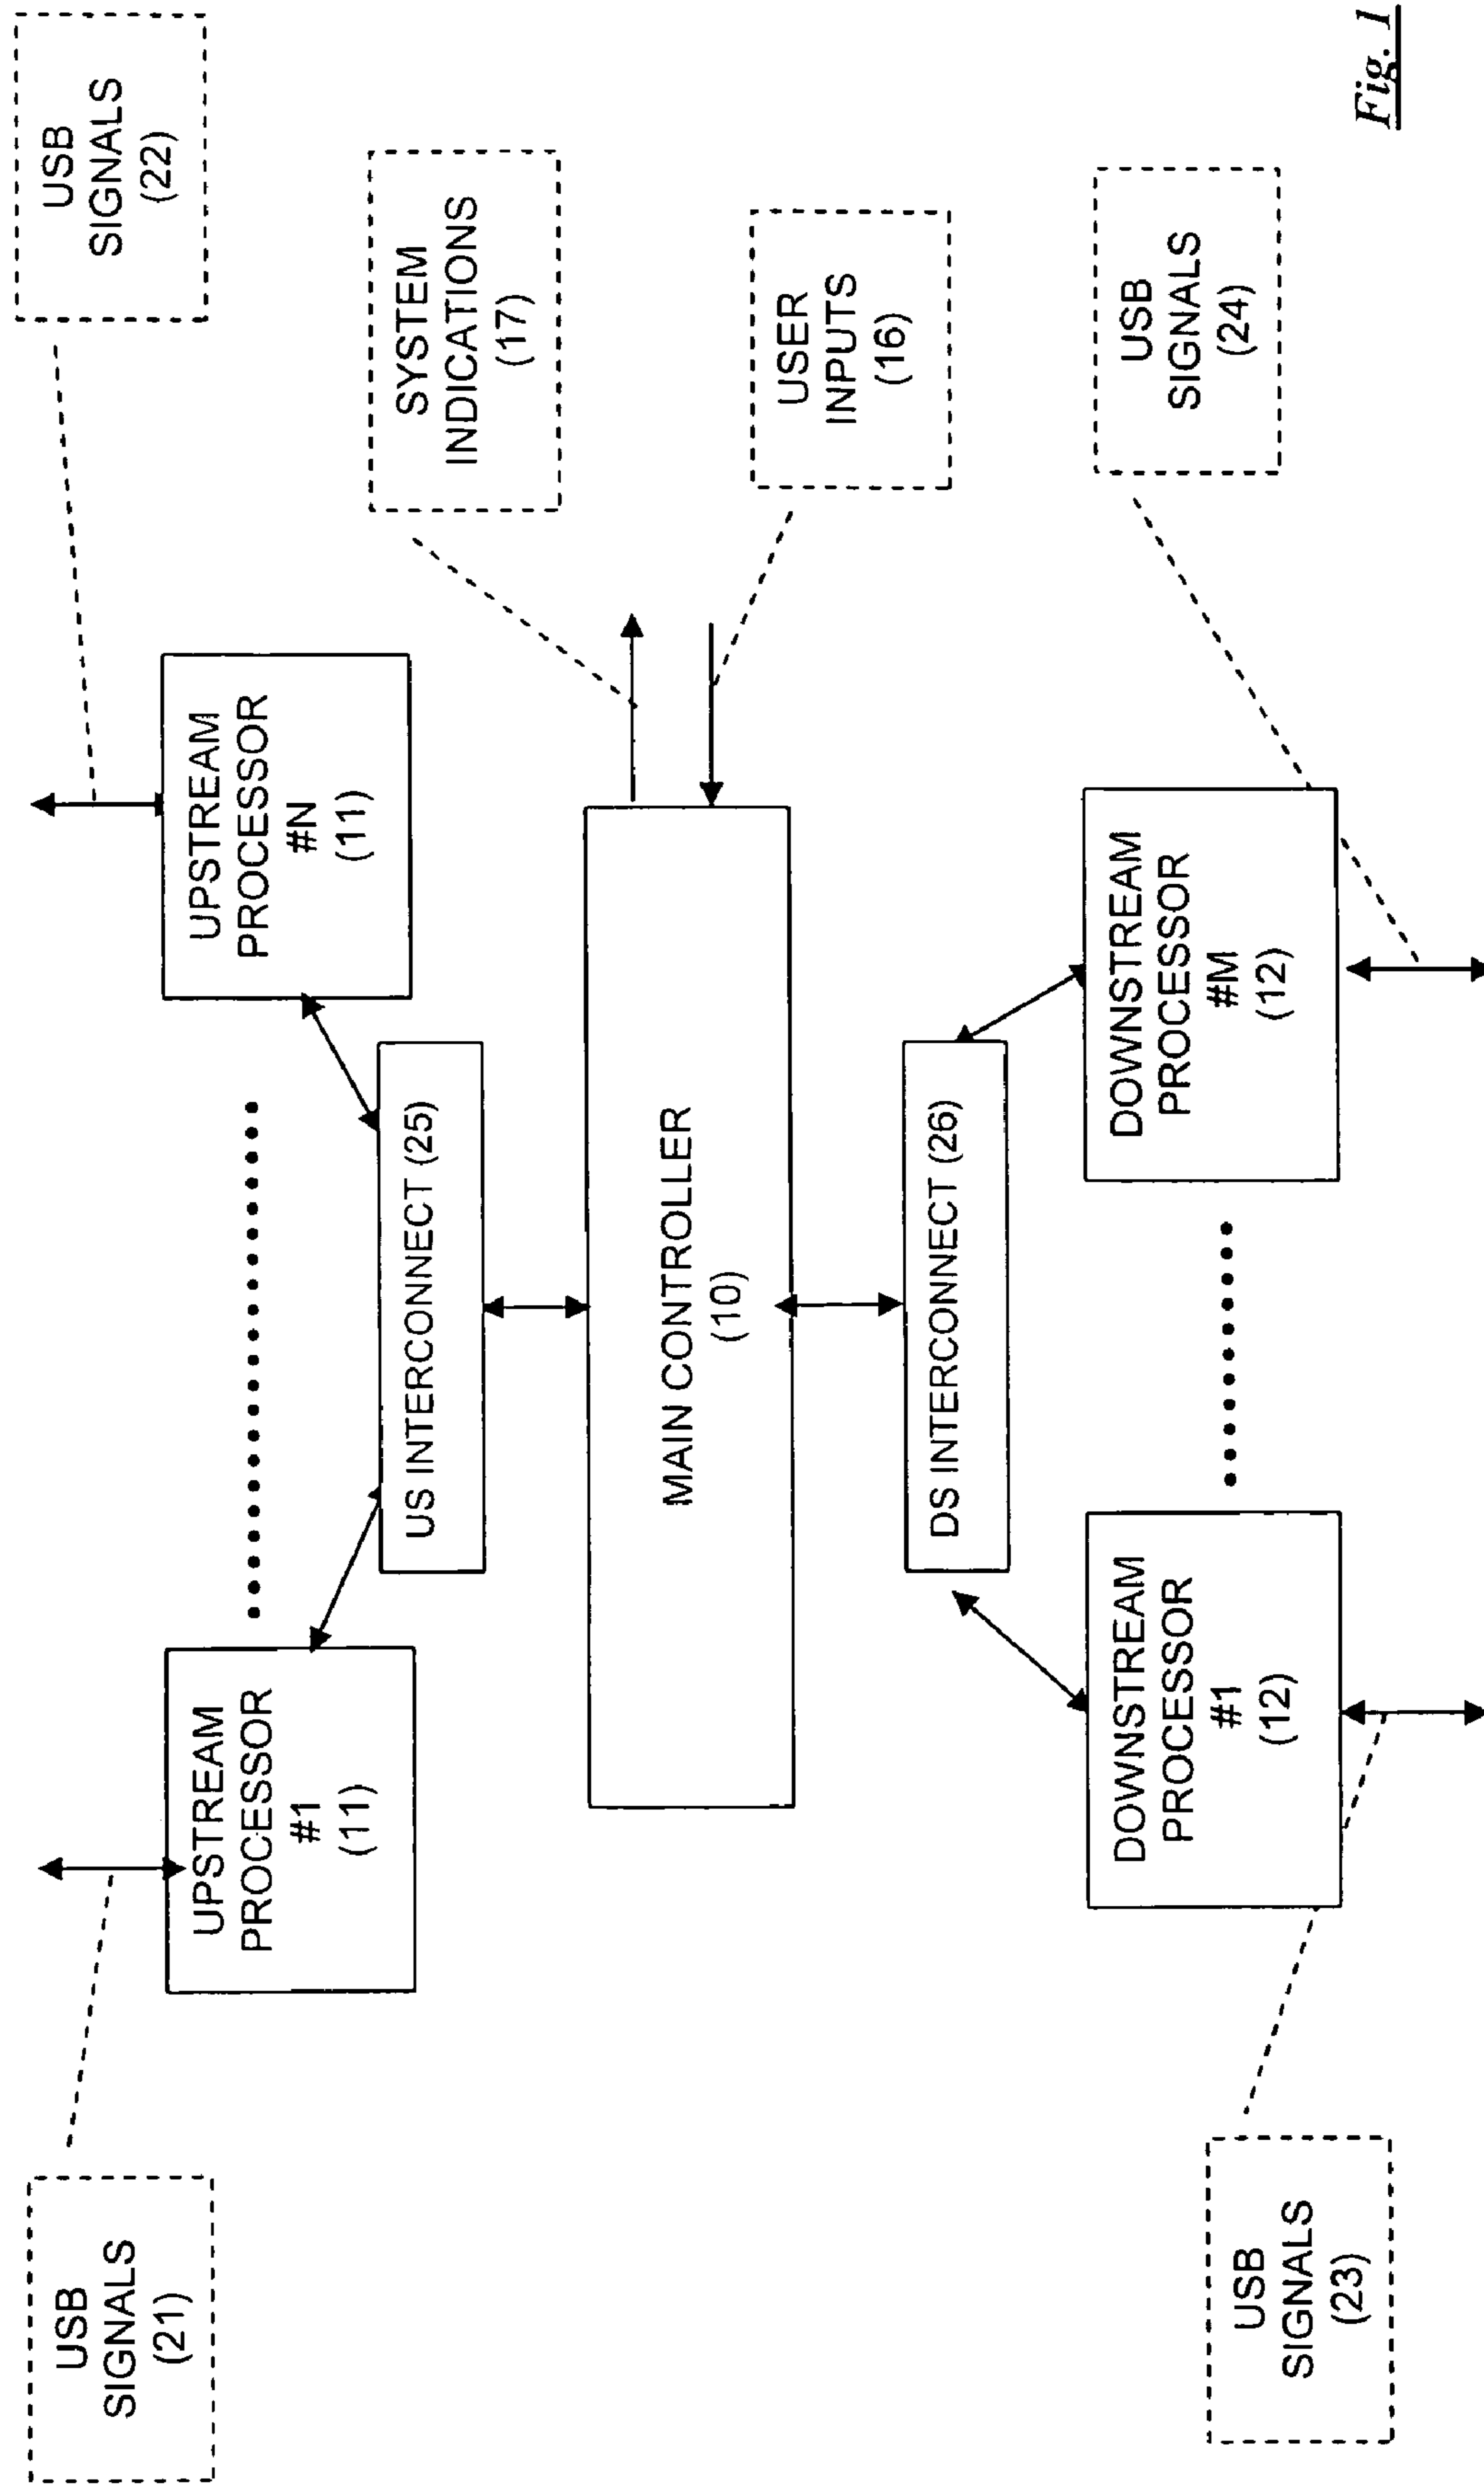 USB
SIGNALS
(21)
UPSTREAM
PROCESSOR
#1
(11)
UPSTREAM
PROCESSOR
#N
(11)
USB
SIGNALS
(22)
US INTERCONNECT (25)
SYSTEM
INDICATIONS
(17)
MAIN CONTROLLER
(10)
USER
INPUTS
(16)
DS INTERCONNECT (26)
USB
SIGNALS
(23)
DOWNSTREAM
PROCESSOR
#1
(12)
DOWNSTREAM
PROCESSOR
#M
(12)
USB
SIGNALS
(24)
Fig. 1